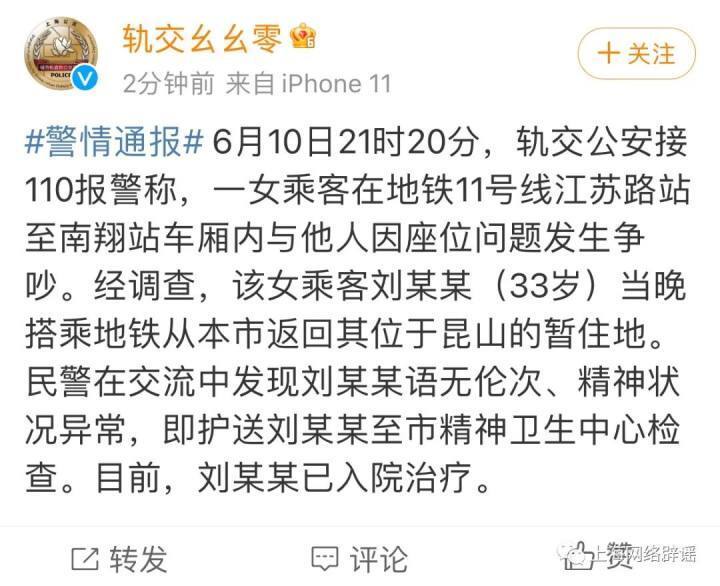 轨交幺幺零
2分钟前 来自 iPhone 11
+关注
#警情通报# 6月10日21时20分，轨交公安接
110报警称，一女乘客在地铁11号线江苏路站
至南翔站车厢内与他人因座位问题发生争
吵。经调查，该女乘客刘某某（33岁）当晚
搭乘地铁从本市返回其位于昆山的暂住地。
民警在交流中发现刘某某语无伦次、精神状
况异常，即护送刘某某至市精神卫生中心检
查。目前，刘某某已入院治疗。
转发
评论
赞
上海网络辟谣